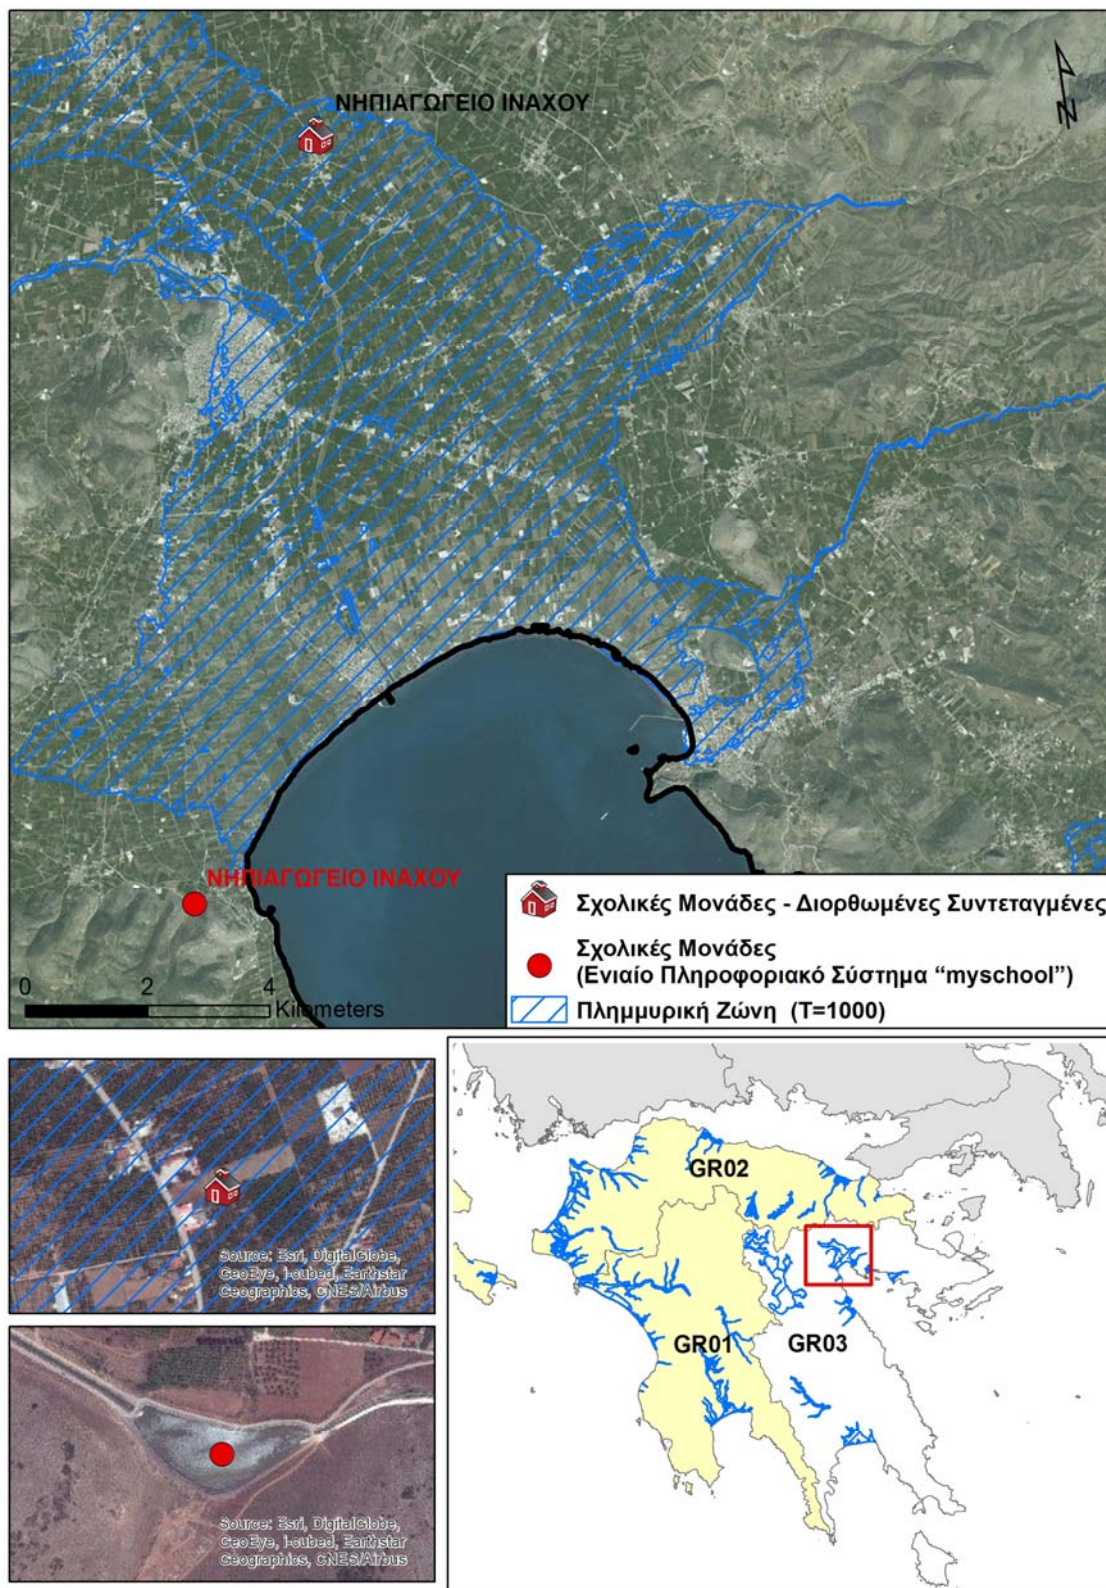 ΝΗΠΙΑΓΩΓΕΙΟ ΙΝΑΧΟΥ
N
ΝΗΠΙΑΓΩΓΕΙΟ ΙΝΑΧΟΥ
Σχολικές Μονάδες - Διορθωμένες Συντεταγμένες
Σχολικές Μονάδες
(Ενιαίο Πληροφοριακό Σύστημα “myschool”)
Πλημμυρική Ζώνη (T=1000)
0 2 4
Kilometers
Source: Esri, DigitalGlobe,
GeoEye, i-cubed, Earthstar
Geographics, CNES/Airbus
Source: Esri, DigitalGlobe,
GeoEye, i-cubed, Earthstar
Geographics, CNES/Airbus
GR02
GR01
GR03